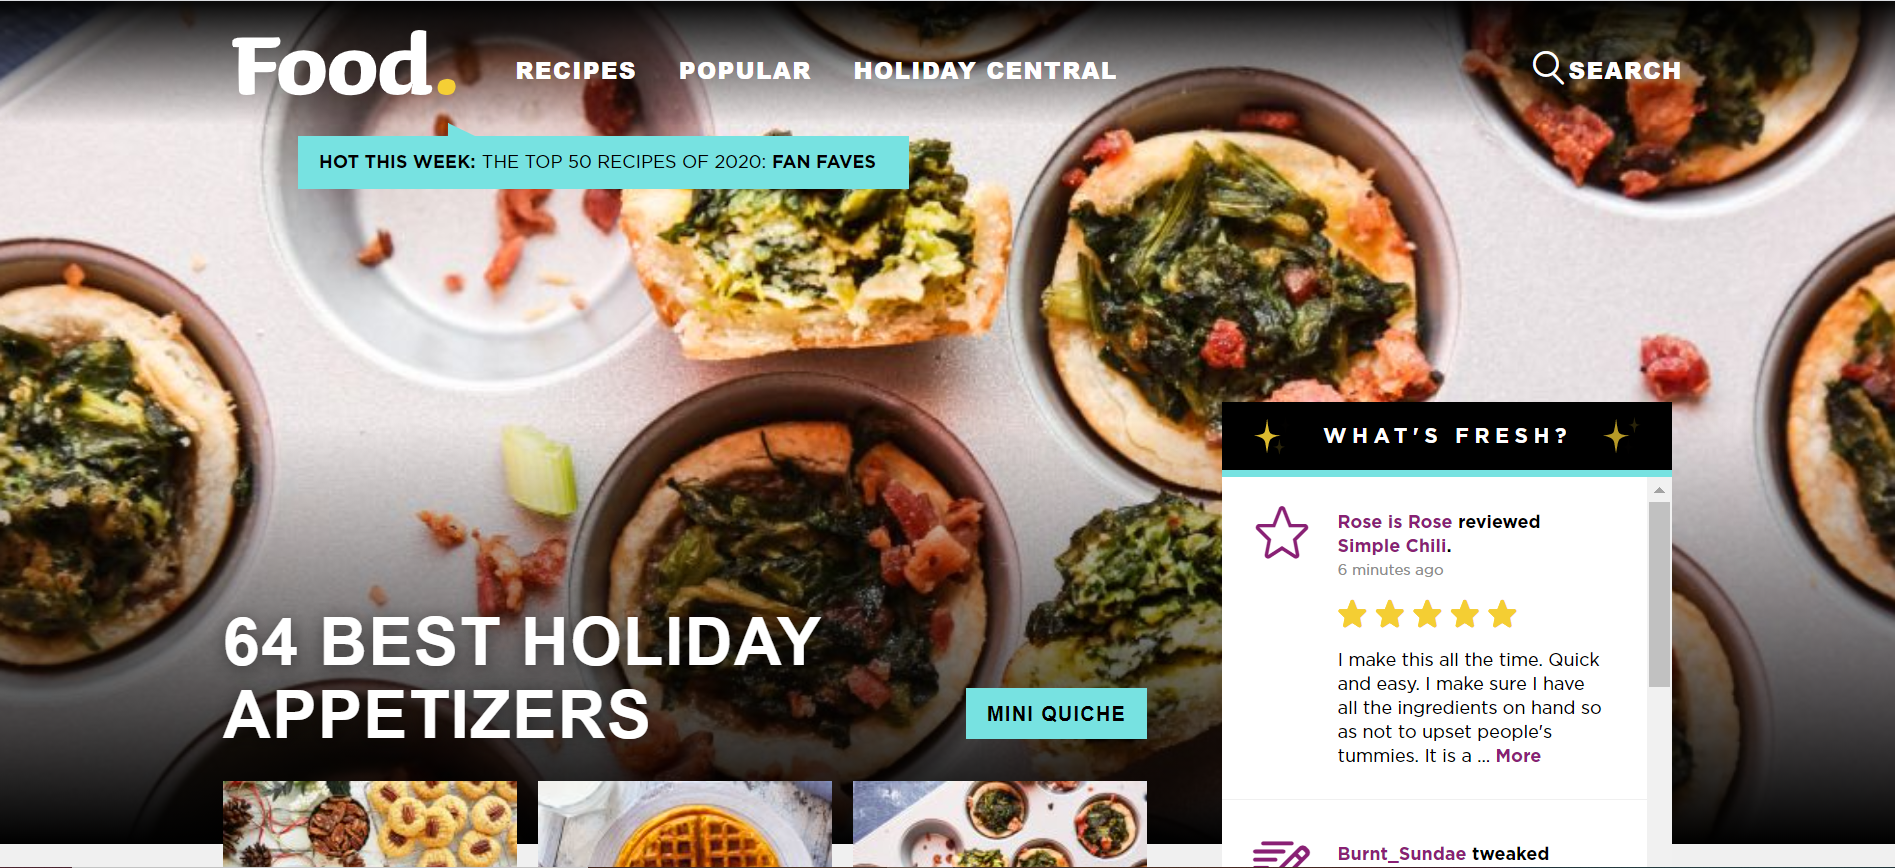 Food.
RECIPES
POPULAR
HOLIDAY CENTRAL
SEARCH
HOT THIS WEEK: THE TOP 50 RECIPES OF 2020: FAN FAVES
64 BEST HOLIDAY
APPETIZERS
MINI QUICHE
WHAT'S FRESH?
Rose is Rose reviewed
Simple Chili.
6 minutes ago
I make this all the time. Quick
and easy. I make sure I have
all the ingredients on hand so
as not to upset people's
tummies. It is a ... More
Burnt_Sundae tweaked